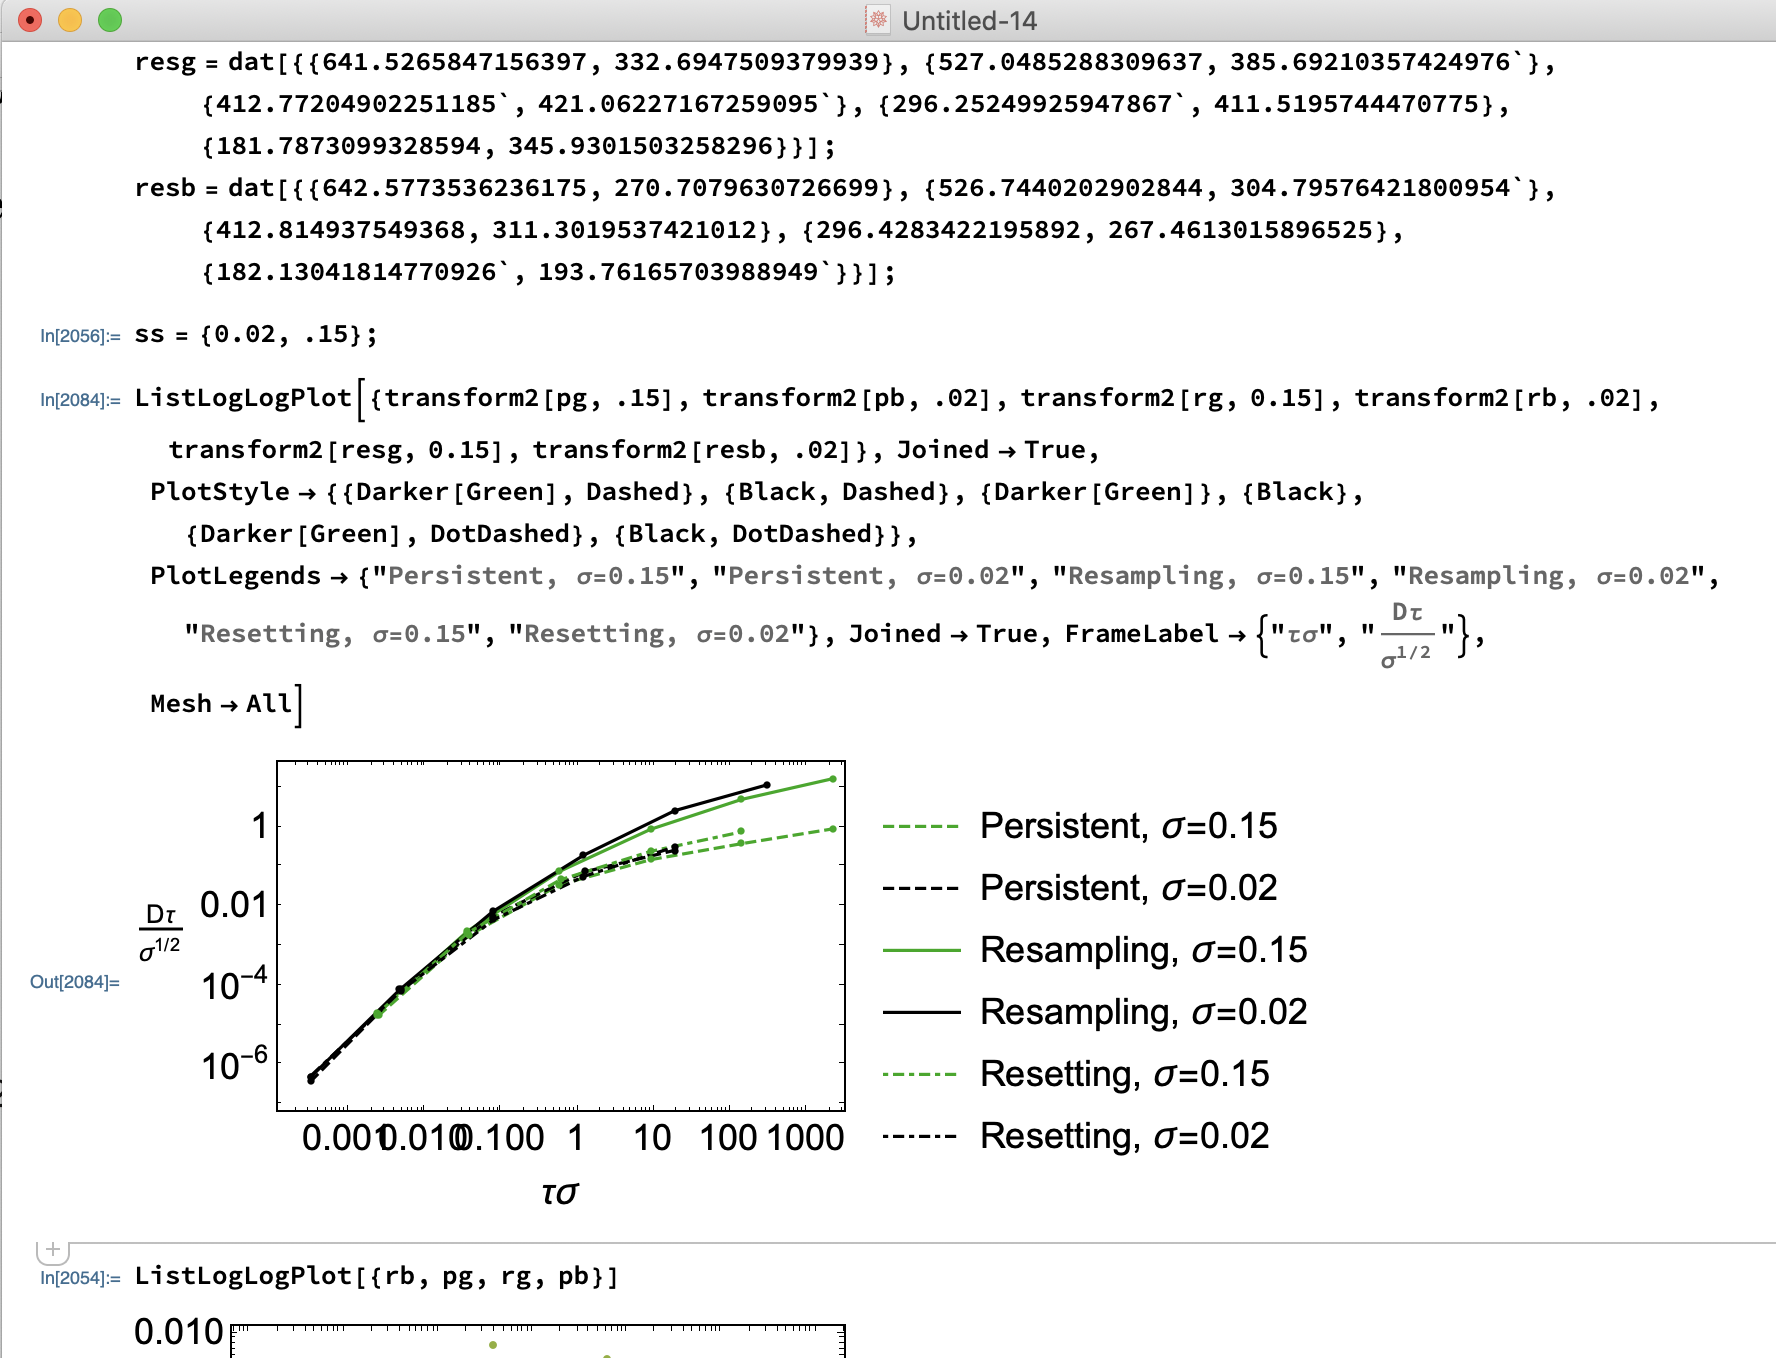 Untitled-14
resg = dat[{{641.5265847156397, 332.6947509379939}, {527.0485288309637, 385.69210357424976`},
{412.77204902251185`, 421.06227167259095`}, {296.25249925947867`, 411.5195744470775},
{181.7873099328594, 345.9301503258296}}];
resb = dat[{{642.5773536236175, 270.7079630726699}, {526.7440202902844, 304.79576421800954`},
{412.814937549368, 311.3019537421012}, {296.4283422195892, 267.4613015896525},
{182.13041814770926`, 193.76165703988949`}}];
In[2056]:= ss = {0.02, .15};
In[2084]:= ListLogLogPlot[{transform2[pg, .15], transform2[pb, .02], transform2[rg, 0.15], transform2[rb, .02],
transform2[resg, 0.15], transform2[resb, .02]}, Joined → True,
PlotStyle → {{Darker[Green], Dashed}, {Black, Dashed}, {Darker[Green]}, {Black},
{Darker[Green], DotDashed}, {Black, DotDashed}},
PlotLegends → {"Persistent, σ=0.15", "Persistent, σ=0.02", "Resampling, σ=0.15", "Resampling, σ=0.02",
"Resetting, σ=0.15", "Resetting, σ=0.02"}, Joined → True, FrameLabel → {"τσ", "Dτ/σ^1/2"},
Mesh → All]
Out[2084]=
Dτ
σ^1/2
1
0.01
10^-4
10^-6
0.001 0.010 0.100 1 10 100 1000
τσ
Persistent, σ=0.15
Persistent, σ=0.02
Resampling, σ=0.15
Resampling, σ=0.02
Resetting, σ=0.15
Resetting, σ=0.02
In[2054]:= ListLogLogPlot[{rb, pg, rg, pb}]
0.010